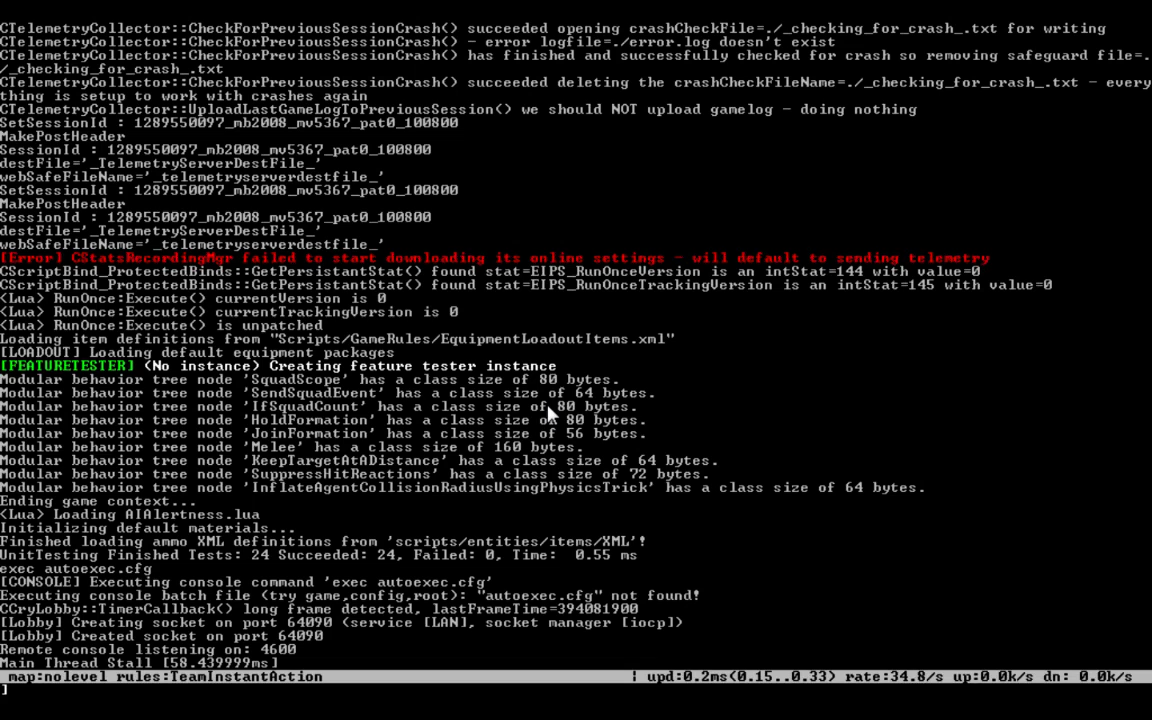 CTelemetryCollector::CheckForPreviousSessionCrash() succeeded opening crashCheckFile=./_checking_for_crash_.txt for writing
CTelemetryCollector::CheckForPreviousSessionCrash() - error logfile=./error.log doesn't exist
CTelemetryCollector::CheckForPreviousSessionCrash() has finished and successfully checked for crash so removing safeguard file=.
/_checking_for_crash_.txt
CTelemetryCollector::CheckForPreviousSessionCrash() succeeded deleting the crashCheckFileName=./_checking_for_crash_.txt - every
thing is setup to work with crashes again
CTelemetryCollector::UploadLastGameLogToPreviousSession() we should NOT upload gamelog - doing nothing
SetSessionId : 1289550097_mb2008_mv5367_pat0_100800
MakePostHeader
SessionId : 1289550097_mb2008_mv5367_pat0_100800
destFile='_TelemetryServerDestFile_'
webSafeFileName='_telemetryserverdestfile_'
SetSessionId : 1289550097_mb2008_mv5367_pat0_100800
MakePostHeader
SessionId : 1289550097_mb2008_mv5367_pat0_100800
destFile='_TelemetryServerDestFile_'
webSafeFileName='_telemetryserverdestfile_'
[Error] CStatsRecordingMgr failed to start downloading its online settings - will default to sending telemetry
CScriptBind_ProtectedBinds::GetPersistantStat() found stat=EIPS_RunOnceVersion is an intStat=144 with value=0
CScriptBind_ProtectedBinds::GetPersistantStat() found stat=EIPS_RunOnceTrackingVersion is an intStat=145 with value=0
<Lua> RunOnce:Execute() currentVersion is 0
<Lua> RunOnce:Execute() currentTrackingVersion is 0
<Lua> RunOnce:Execute() is unpatched
Loading item definitions from "Scripts/GameRules/EquipmentLoadoutItems.xml"
[LOADOUT] Loading default equipment packages
[FEATURETESTER] (No instance) Creating feature tester instance
Modular behavior tree node 'SquadScope' has a class size of 80 bytes.
Modular behavior tree node 'SendSquadEvent' has a class size of 64 bytes.
Modular behavior tree node 'IfSquadCount' has a class size of 80 bytes.
Modular behavior tree node 'HoldFormation' has a class size of 80 bytes.
Modular behavior tree node 'JoinFormation' has a class size of 56 bytes.
Modular behavior tree node 'Melee' has a class size of 160 bytes.
Modular behavior tree node 'KeepTargetAtADistance' has a class size of 64 bytes.
Modular behavior tree node 'SuppressHitReactions' has a class size of 72 bytes.
Modular behavior tree node 'InflateAgentCollisionRadiusUsingPhysicsTrick' has a class size of 64 bytes.
Ending game context...
<Lua> Loading AIAlertness.lua
Initializing default materials...
Finished loading ammo XML definitions from 'scripts/entities/items/XML'!
UnitTesting Finished Tests: 24 Succeeded: 24, Failed: 0, Time:  0.55 ms
exec autoexec.cfg
[CONSOLE] Executing console command 'exec autoexec.cfg'
Executing console batch file (try game,config,root): "autoexec.cfg" not found!
CCryLobby::TimerCallback() long frame detected, lastFrameTime=394081900
[Lobby] Creating socket on port 64090 (service [LAN], socket manager [iocp])
[Lobby] Created socket on port 64090
Remote console listening on: 4600
Main Thread Stall [58.439999ms]
map:nolevel rules:TeamInstantAction | upd:0.2ms(0.15..0.33) rate:34.8/s up:0.0k/s dn: 0.0k/s
]